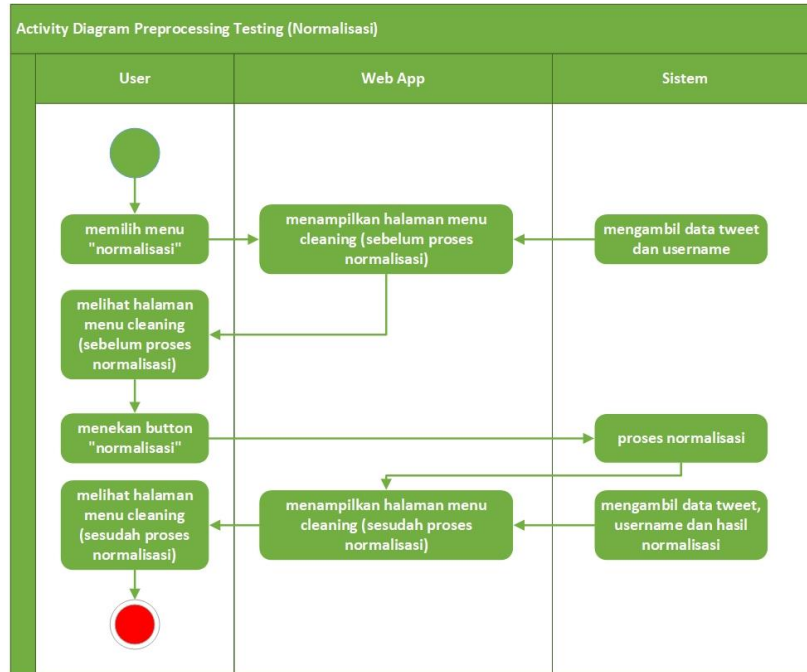 Activity Diagram Preprocessing Testing (Normalisasi)
User
Web App
Sistem
memilih menu
"normalisasi"
menampilkan halaman menu
cleaning (sebelum proses
normalisasi)
mengambil data tweet
dan username
melihat halaman
menu cleaning
(sebelum proses
normalisasi)
menekan button
"normalisasi"
proses normalisasi
melihat halaman
menu cleaning
(sesudah proses
normalisasi)
menampilkan halaman menu
cleaning (sesudah proses
normalisasi)
mengambil data tweet,
username dan hasil
normalisasi